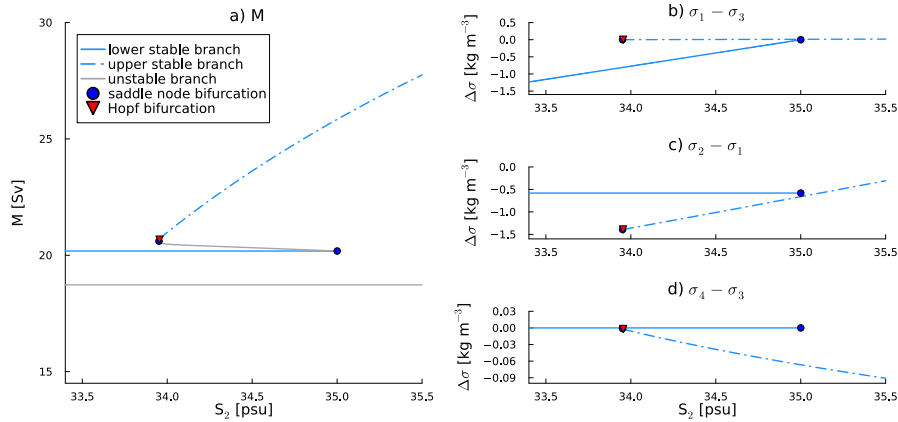 a) M
30
25
20
15
M [Sv]
lower stable branch
upper stable branch
unstable branch
saddle node bifurcation
Hopf bifurcation
33.5 34.0 34.5 35.0 35.5
S₂ [psu]
b) σ₁ − σ₃
0.5
0.0
−0.5
−1.0
−1.5
Δσ [kg m⁻³]
33.5 34.0 34.5 35.0 35.5
c) σ₂ − σ₁
0.0
−0.5
−1.0
−1.5
Δσ [kg m⁻³]
33.5 34.0 34.5 35.0 35.5
d) σ₄ − σ₃
0.03
0.00
−0.03
−0.06
−0.09
Δσ [kg m⁻³]
33.5 34.0 34.5 35.0 35.5
S₂ [psu]